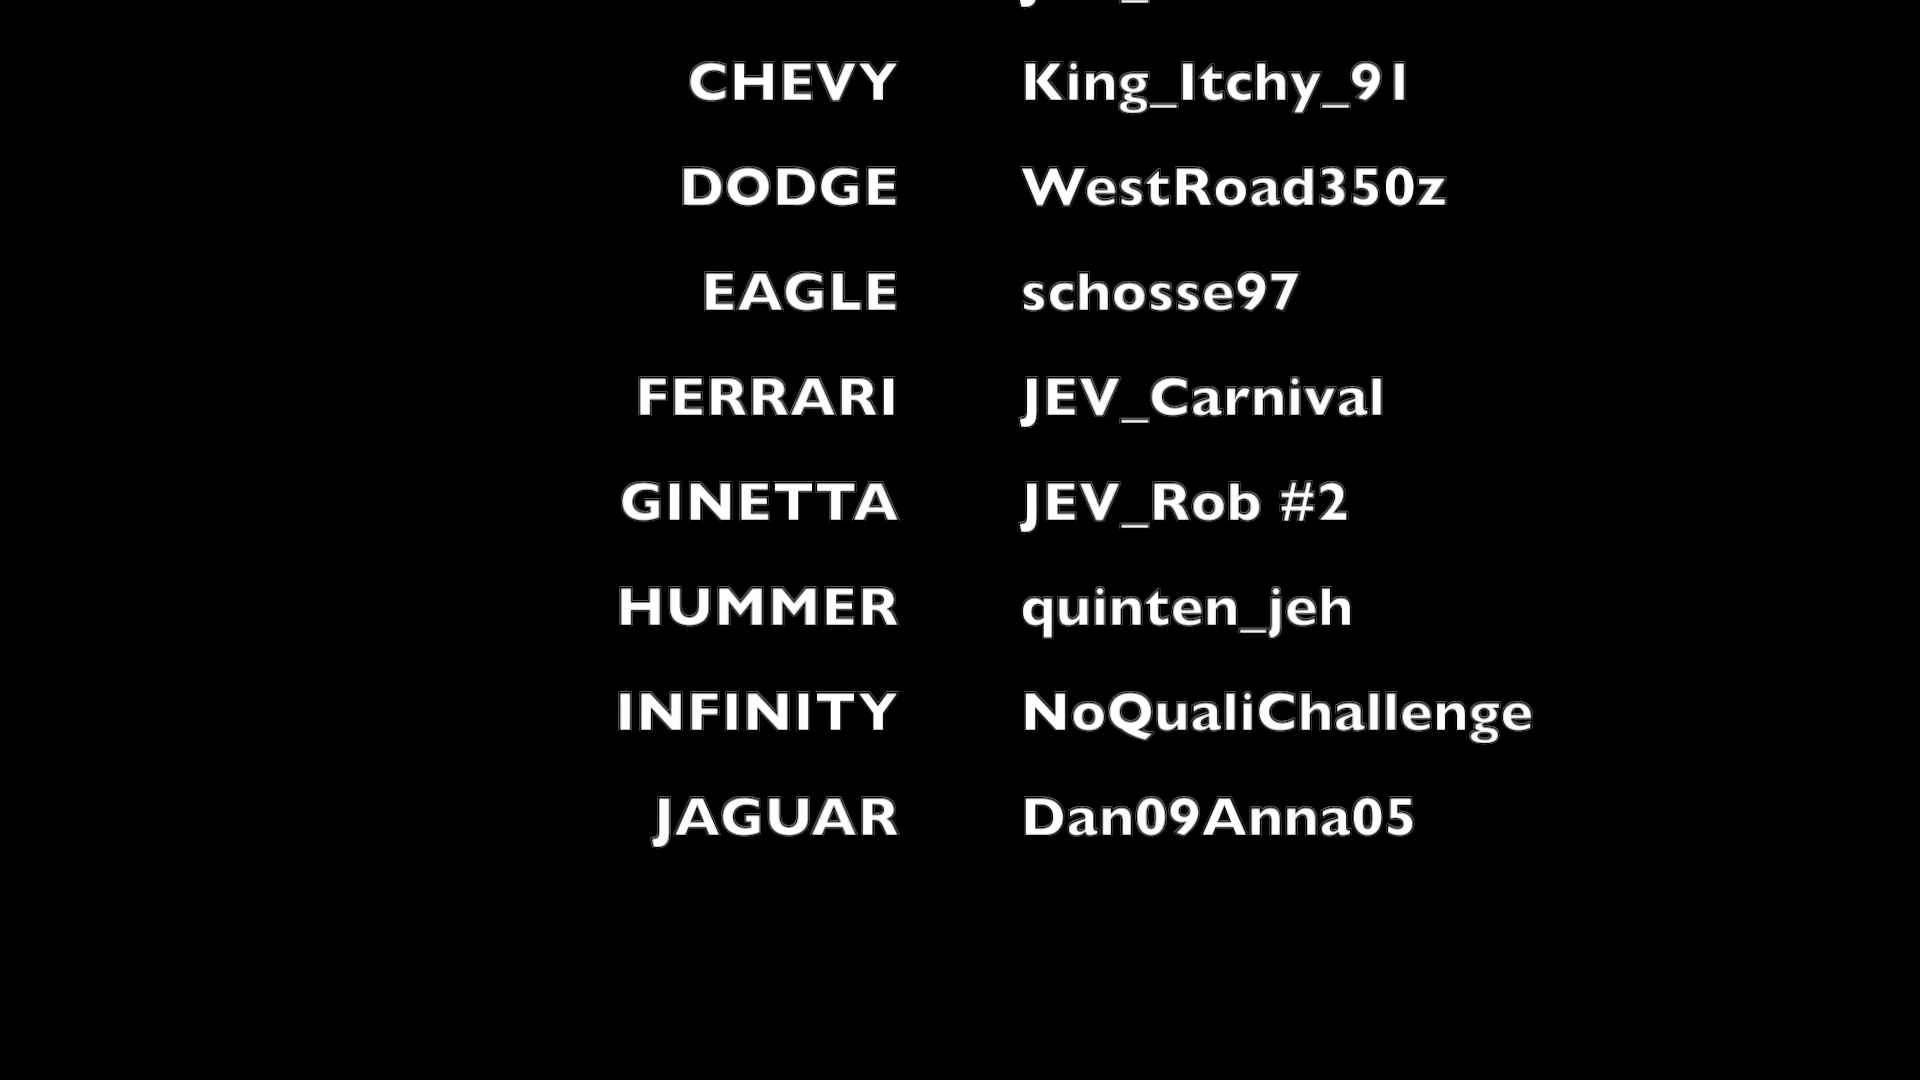 CHEVY King_Itchy_91
DODGE WestRoad350z
EAGLE schosse97
FERRARI JEV_Carnival
GINETTA JEV_Rob #2
HUMMER quinten_jeh
INFINITY NoQualiChallenge
JAGUAR Dan09Anna05